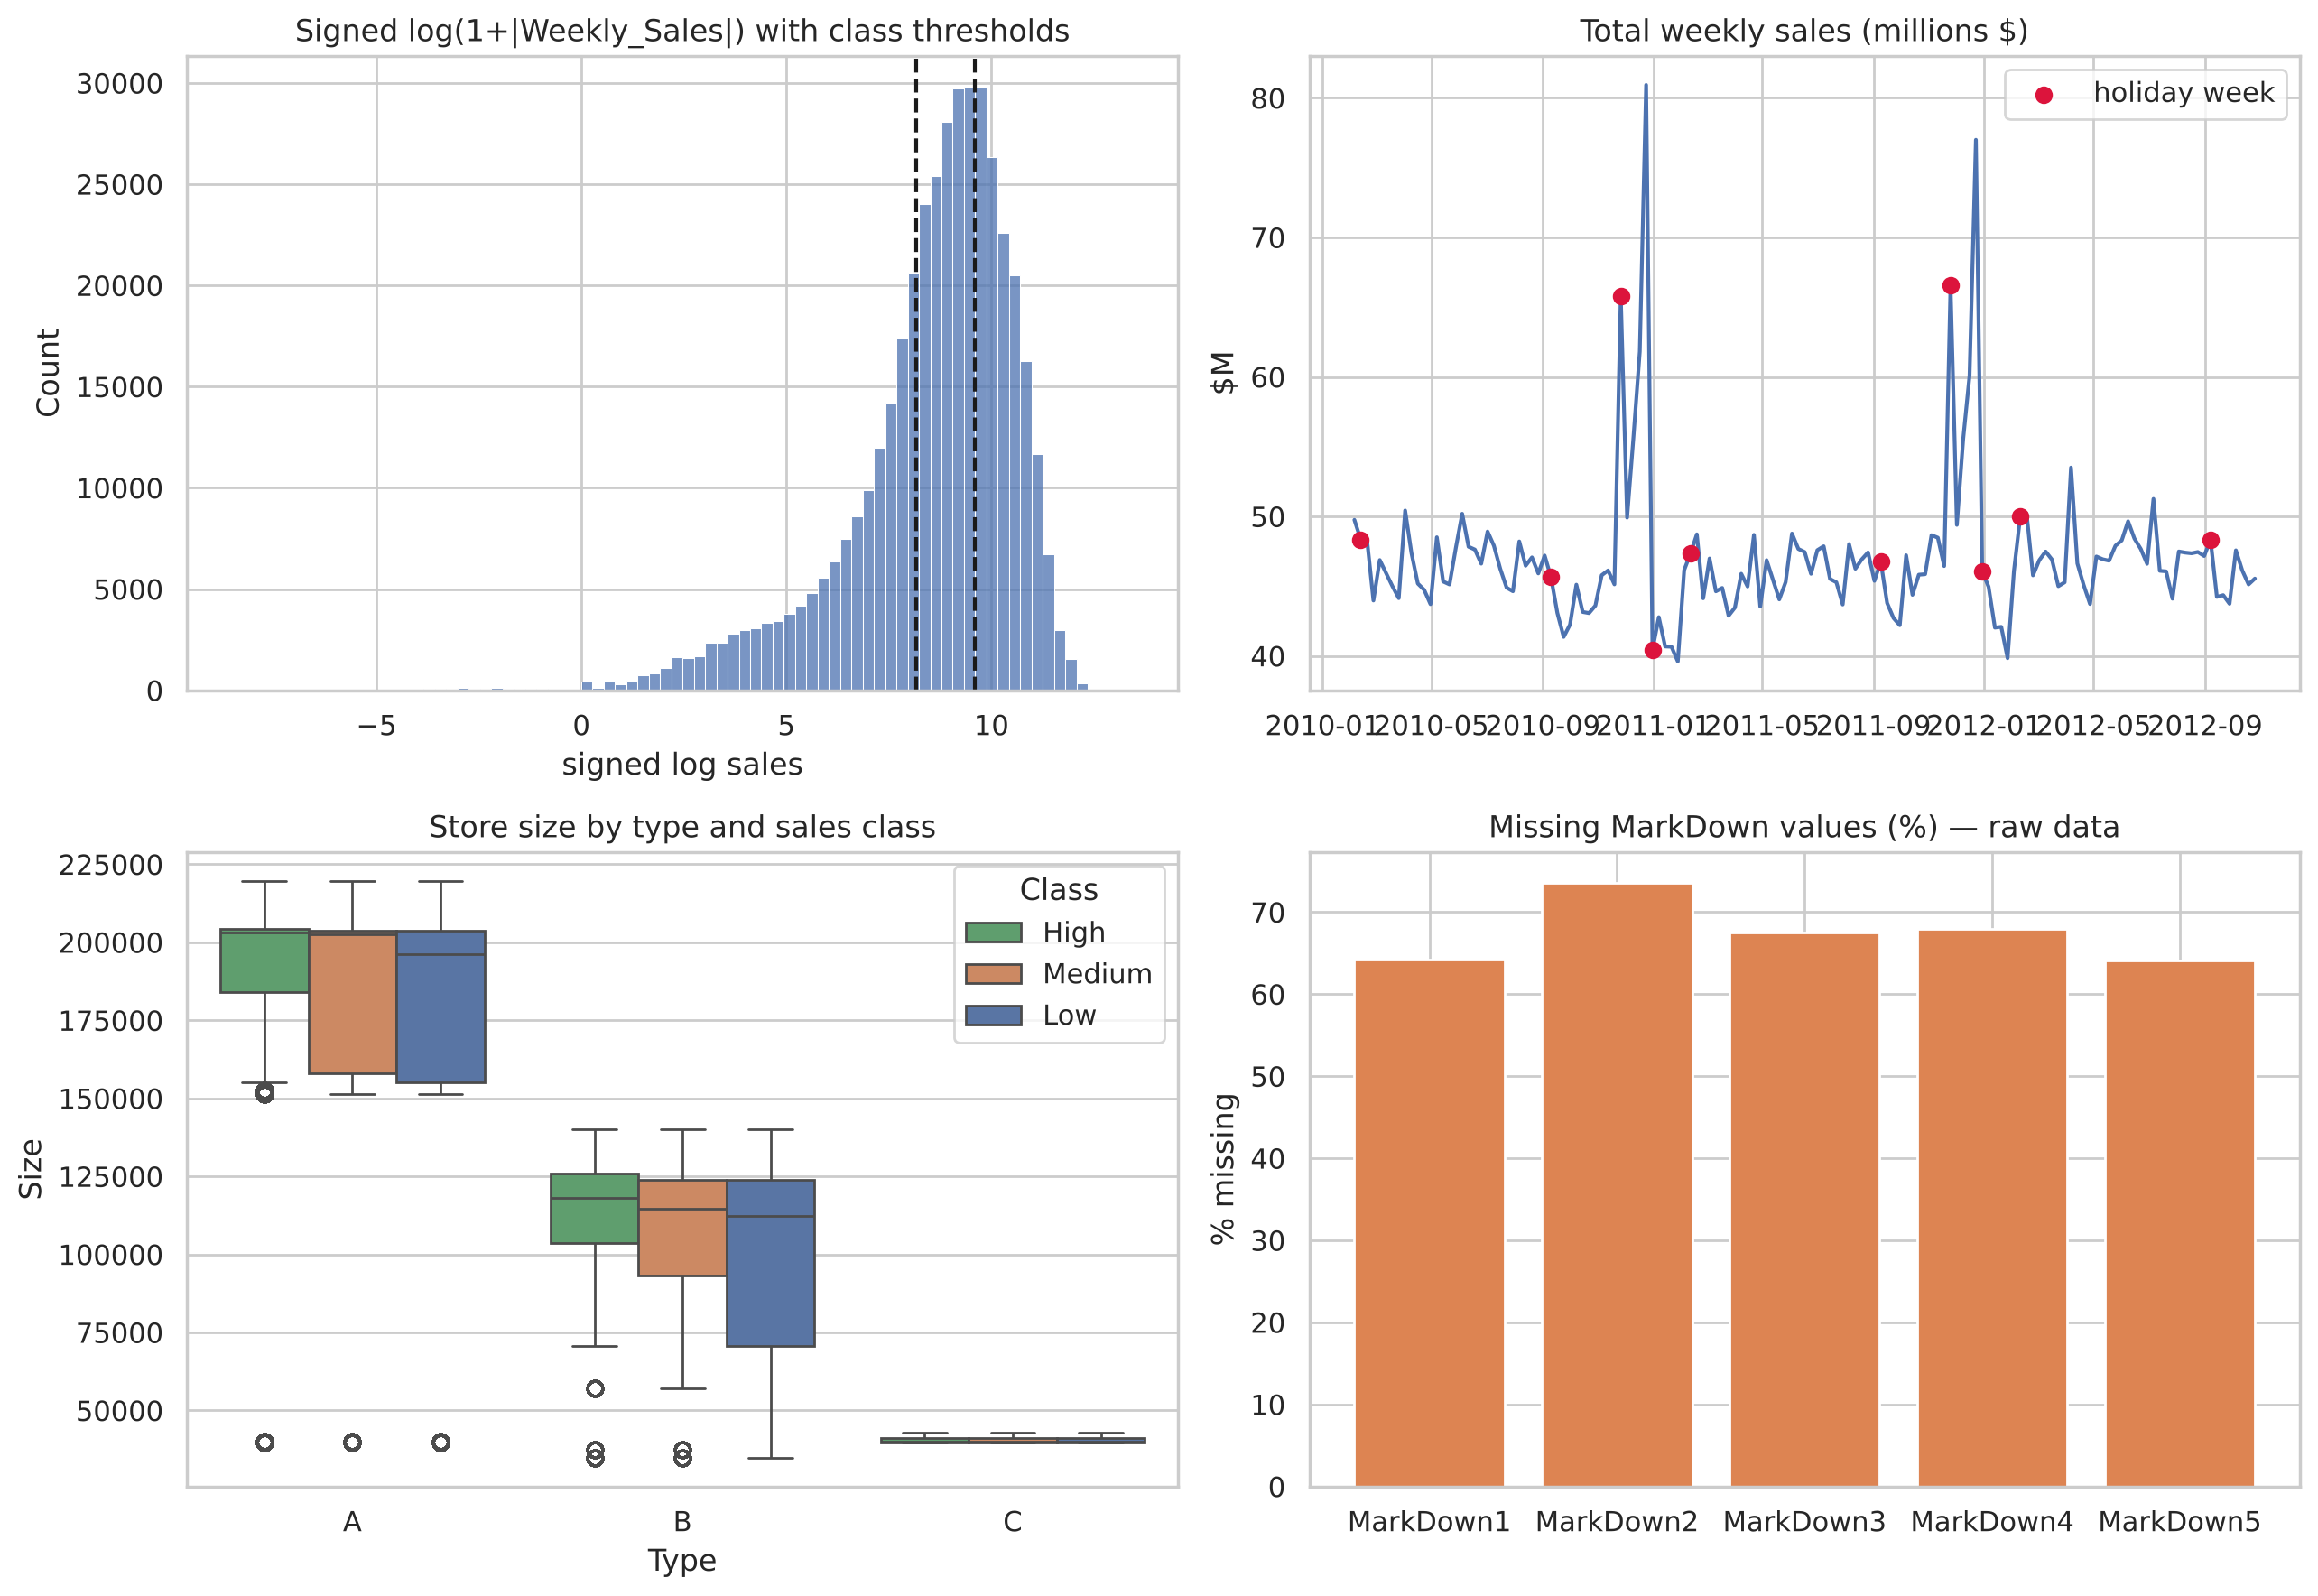 Signed log(1+|Weekly_Sales|) with class thresholds
30000
25000
20000
15000
10000
5000
0
Count
−5 0 5 10
signed log sales
Total weekly sales (millions $)
holiday week
80
70
60
50
40
$M
2010-01 2010-05 2010-09 2011-01 2011-05 2011-09 2012-01 2012-05 2012-09
Store size by type and sales class
225000
200000
175000
150000
125000
100000
75000
50000
Size
Class
High
Medium
Low
A B C
Type
Missing MarkDown values (%) — raw data
70
60
50
40
30
20
10
0
% missing
MarkDown1 MarkDown2 MarkDown3 MarkDown4 MarkDown5